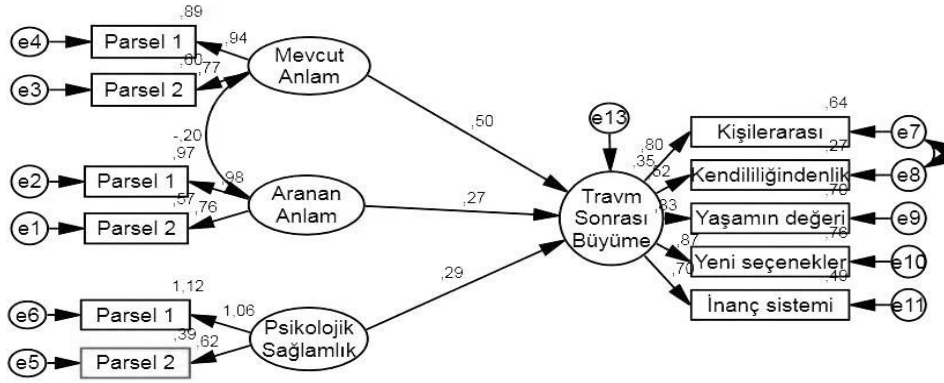 ,89
e4
Parsel 1
,94
Mevcut
Anlam
,60
,77
e3
Parsel 2
-,20
,50
,97
e2
Parsel 1
,98
Aranan
Anlam
,57
,76
e1
Parsel 2
,27
1,12
e6
Parsel 1
1,06
Psikolojik
Sağlamlık
,39
,62
e5
Parsel 2
,29
e13
,35
Travm
Sonrası
Büyüme
,64
,80
Kişilerarası
e7
,27
,52
Kendililiğindenlik
e8
,70
,83
Yaşamın değeri
e9
,76
,87
Yeni seçenekler
e10
,49
,70
İnanç sistemi
e11